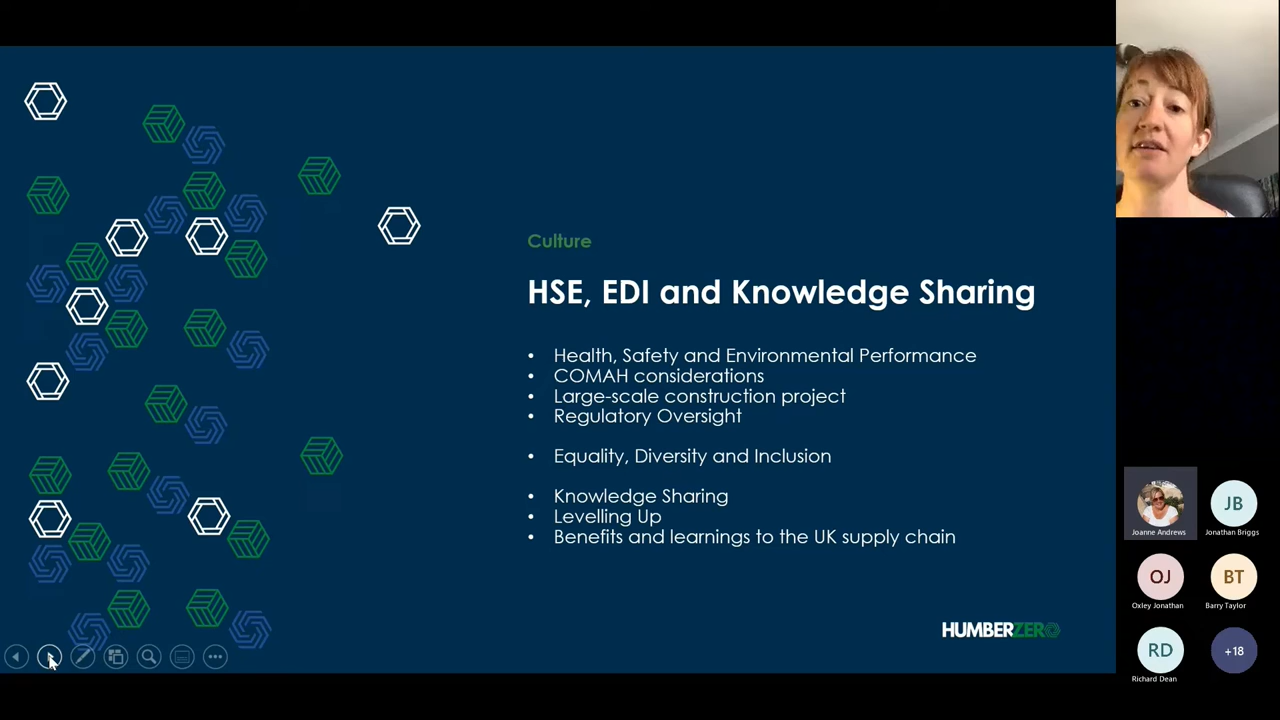 Culture
HSE, EDI and Knowledge Sharing
• Health, Safety and Environmental Performance
• COMAH considerations
• Large-scale construction project
• Regulatory Oversight
• Equality, Diversity and Inclusion
• Knowledge Sharing
• Levelling Up
• Benefits and learnings to the UK supply chain
HUMBERZERO
Joanne Andrews
JB
Jonathan Briggs
OJ
Oxley Jonathan
BT
Barry Taylor
RD
Richard Dean
+18